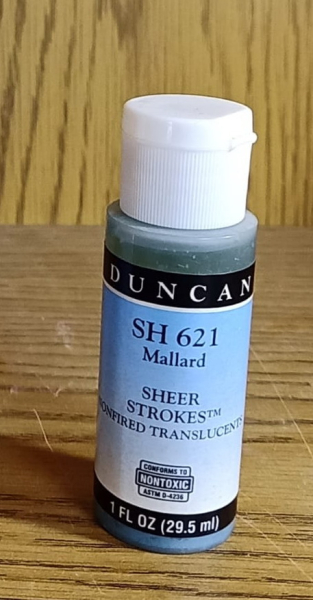 DUNCAN
SH 621
Mallard
SHEER
STROKES™
ONFIRED TRANSLUCENTS
CONFORMS TO
NONTOXIC
ASTM D-4236
1 FL OZ (29.5 ml)